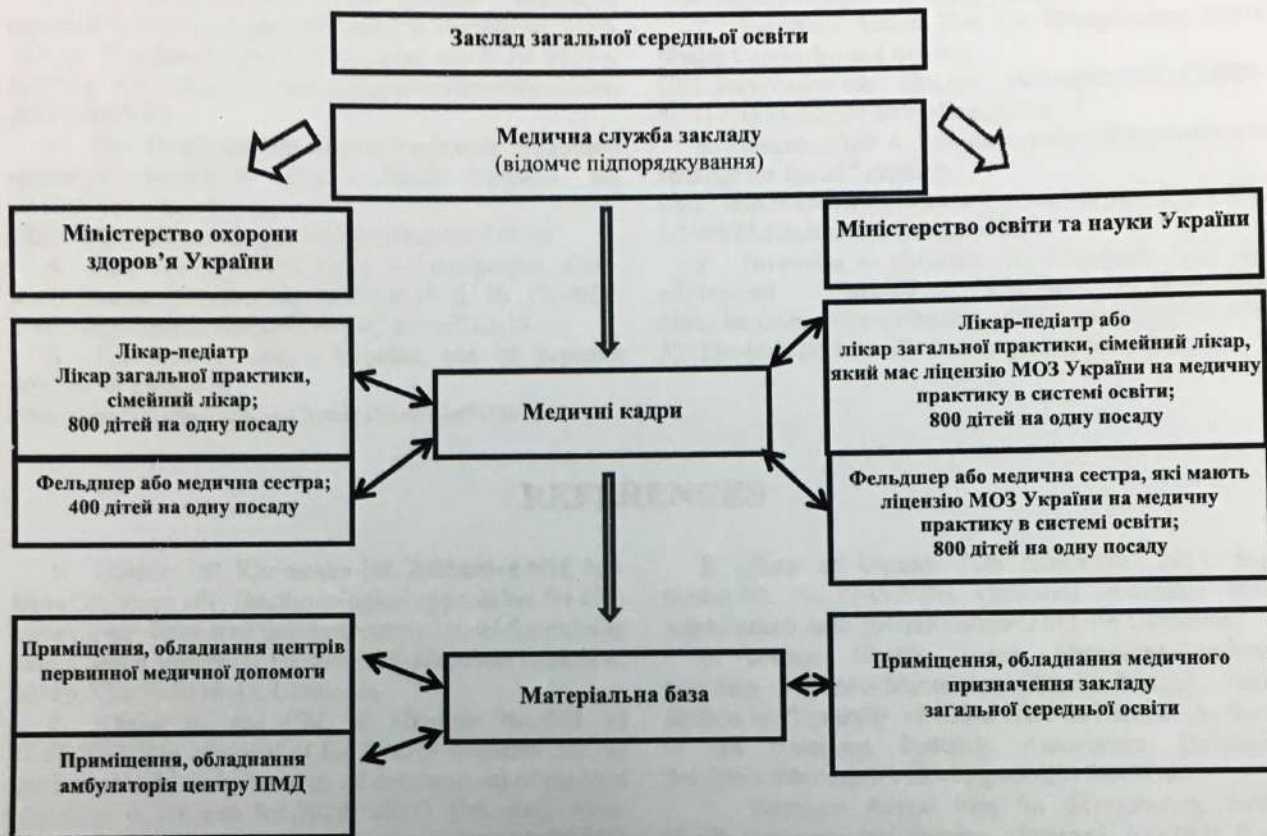 Заклад загальної середньої освіти
Медична служба закладу
(відомче підпорядкування)
Міністерство охорони
здоров’я України
Міністерство освіти та науки України
Лікар-педіатр
Лікар загальної практики,
сімейний лікар;
800 дітей на одну посаду
Медичні кадри
Лікар-педіатр або
лікар загальної практики, сімейний лікар,
який має ліцензію МОЗ України на медичну
практику в системі освіти;
800 дітей на одну посаду
Фельдшер або медична сестра;
400 дітей на одну посаду
Фельдшер або медична сестра, які мають
ліцензію МОЗ України на медичну
практику в системі освіти;
800 дітей на одну посаду
Приміщення, обладнання центрів
первинної медичної допомоги
Матеріальна база
Приміщення, обладнання медичного
призначення закладу
загальної середньої освіти
Приміщення, обладнання
амбулаторія центру ПМД